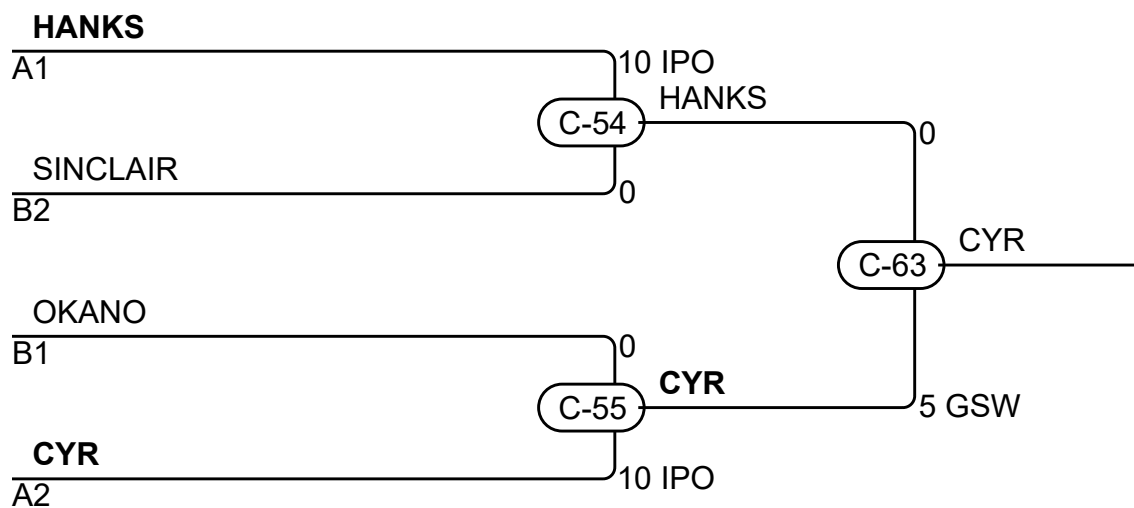 HANKS
A1
10 IPO
HANKS
C-54
0
SINCLAIR
0
B2
CYR
C-63
OKANO
B1
0
CYR
C-55
5 GSW
CYR
10 IPO
A2